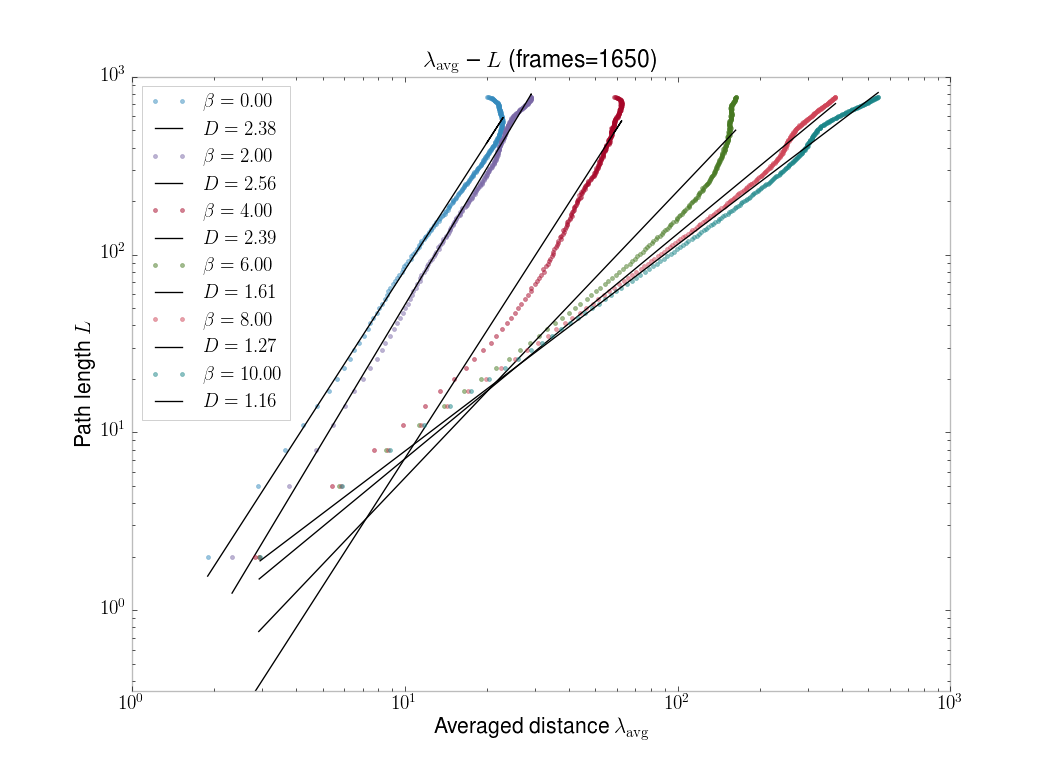 λavg − L (frames=1650)
10³
β = 0.00
D = 2.38
β = 2.00
D = 2.56
β = 4.00
D = 2.39
β = 6.00
D = 1.61
β = 8.00
D = 1.27
β = 10.00
D = 1.16
10²
Path length L
10¹
10⁰
10⁰ 10¹ 10² 10³
Averaged distance λavg